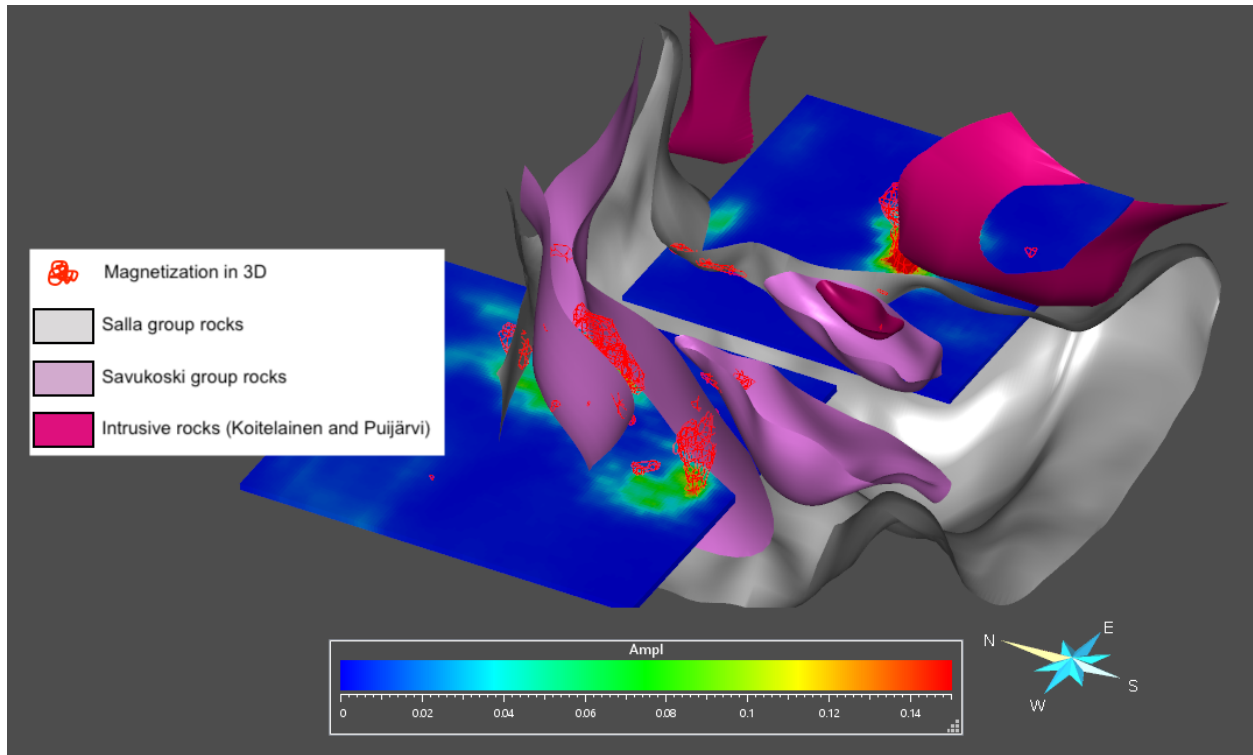 Magnetization in 3D
Salla group rocks
Savukoski group rocks
Intrusive rocks (Koitelainen and Puijärvi)
Ampl
0 0.02 0.04 0.06 0.08 0.1 0.12 0.14
N
E
S
W